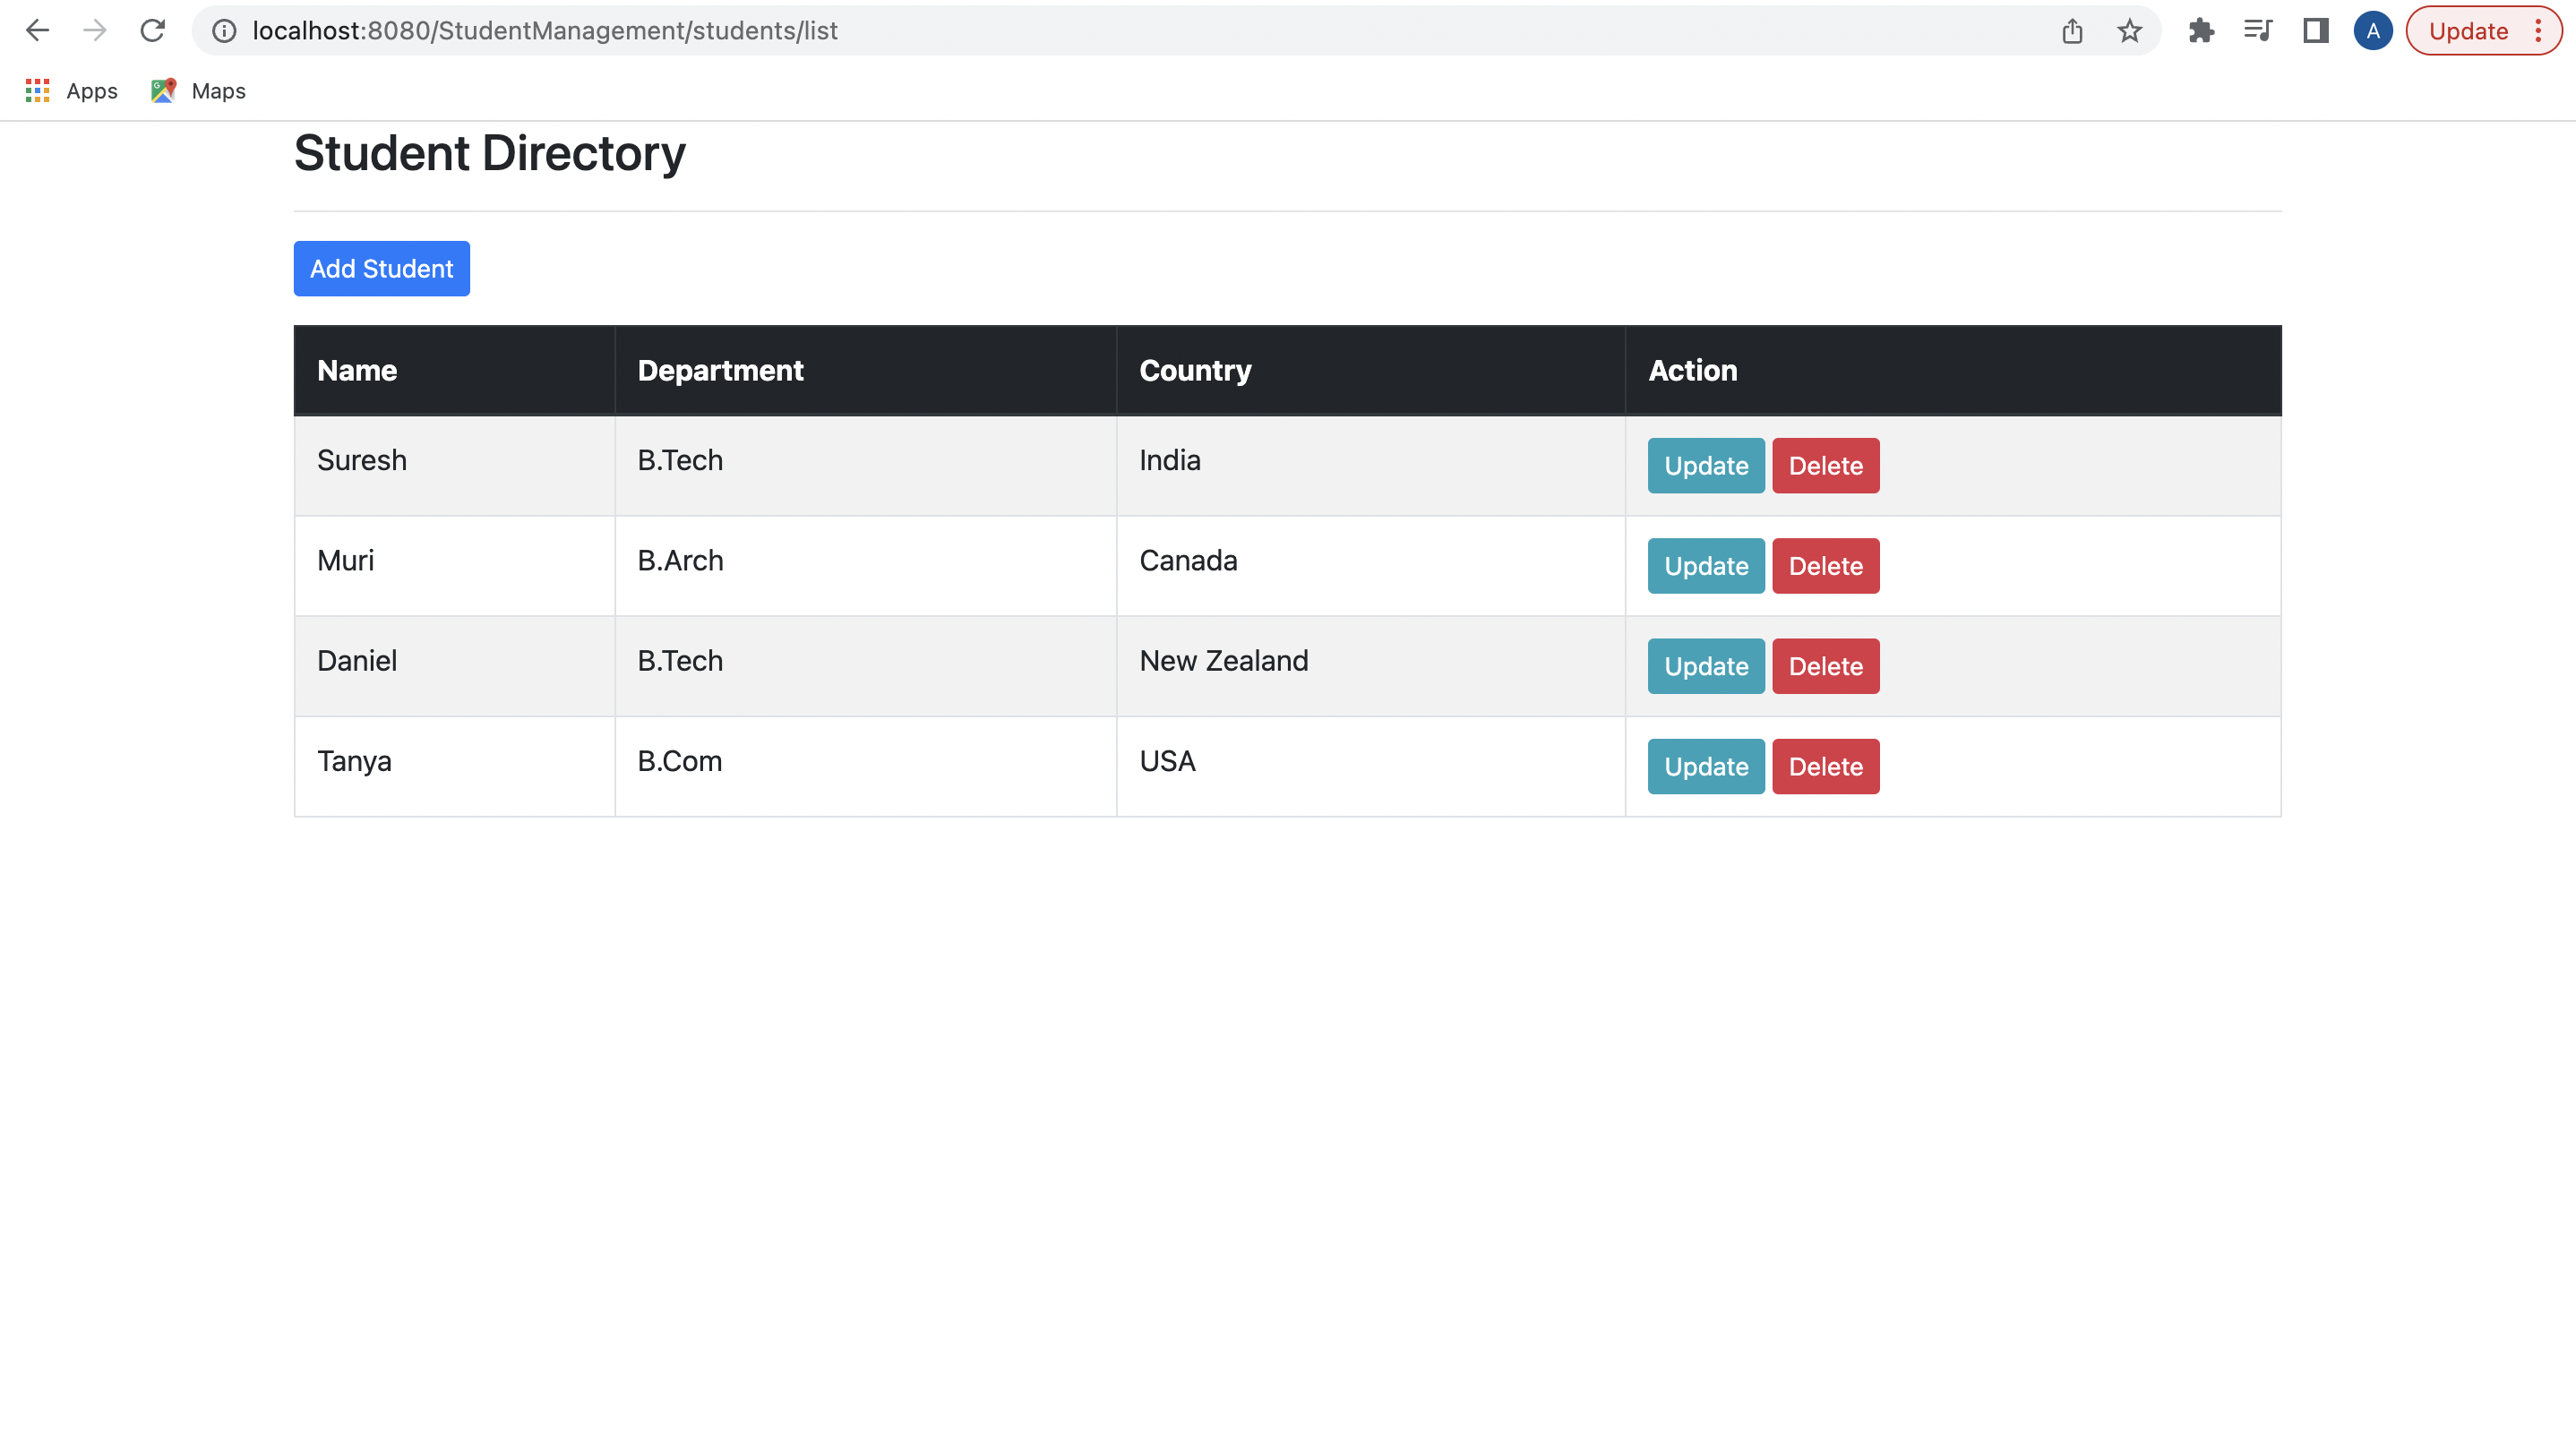 localhost:8080/StudentManagement/students/list
A
Update
Apps
Maps
Student Directory
Add Student
Name Department Country Action
Suresh B.Tech India Update Delete
Muri B.Arch Canada Update Delete
Daniel B.Tech New Zealand Update Delete
Tanya B.Com USA Update Delete